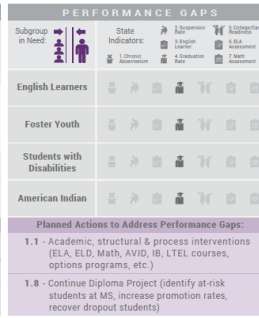 PERFORMANCE GAPS
Subgroup
in Need:
State
Indicators:
1. Chronic
Absenteeism
2. Suspension
Rate
3. English
Learner
4. Graduation
Rate
5. College/Car
Readiness
6. ELA
Assessment
7. Math
Assessment
English Learners
Foster Youth
Students with
Disabilities
American Indian
Planned Actions to Address Performance Gaps:
1.1 - Academic, structural & process interventions
(ELA, ELD, Math, AVID, IB, LTEL courses,
options programs, etc.)
1.8 - Continue Diploma Project (identify at-risk
students at MS, increase promotion rates,
recover dropout students)